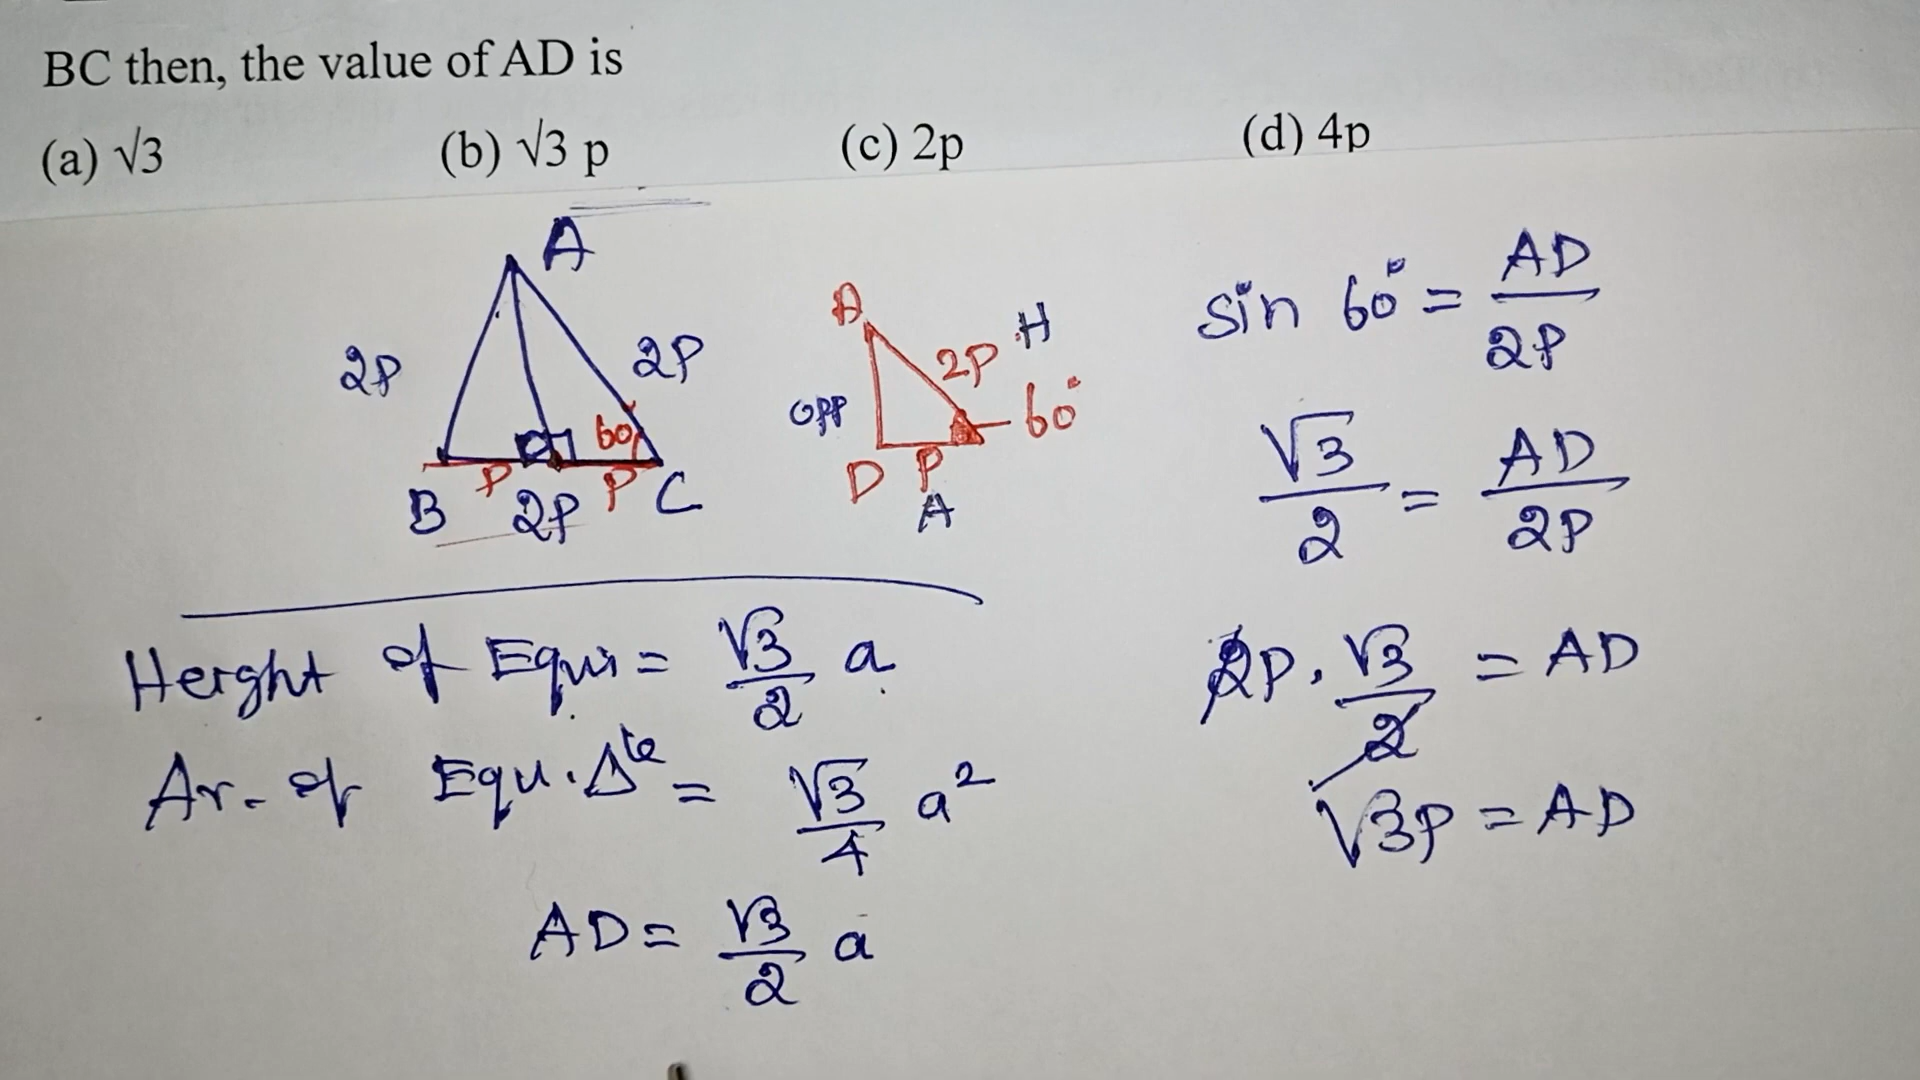 BC then, the value of AD is
(a) √3 (b) √3 p (c) 2p (d) 4p
A
2P 2P
60
P P
B 2P C
A
2P H
OPP 60°
D P
A
sin 60° = AD/2P
√3/2 = AD/2P
2P . √3/2 = AD
√3P = AD
Height of Equi = √3/2 a
Ar. of Equ. Δle = √3/4 a²
AD = √3/2 a